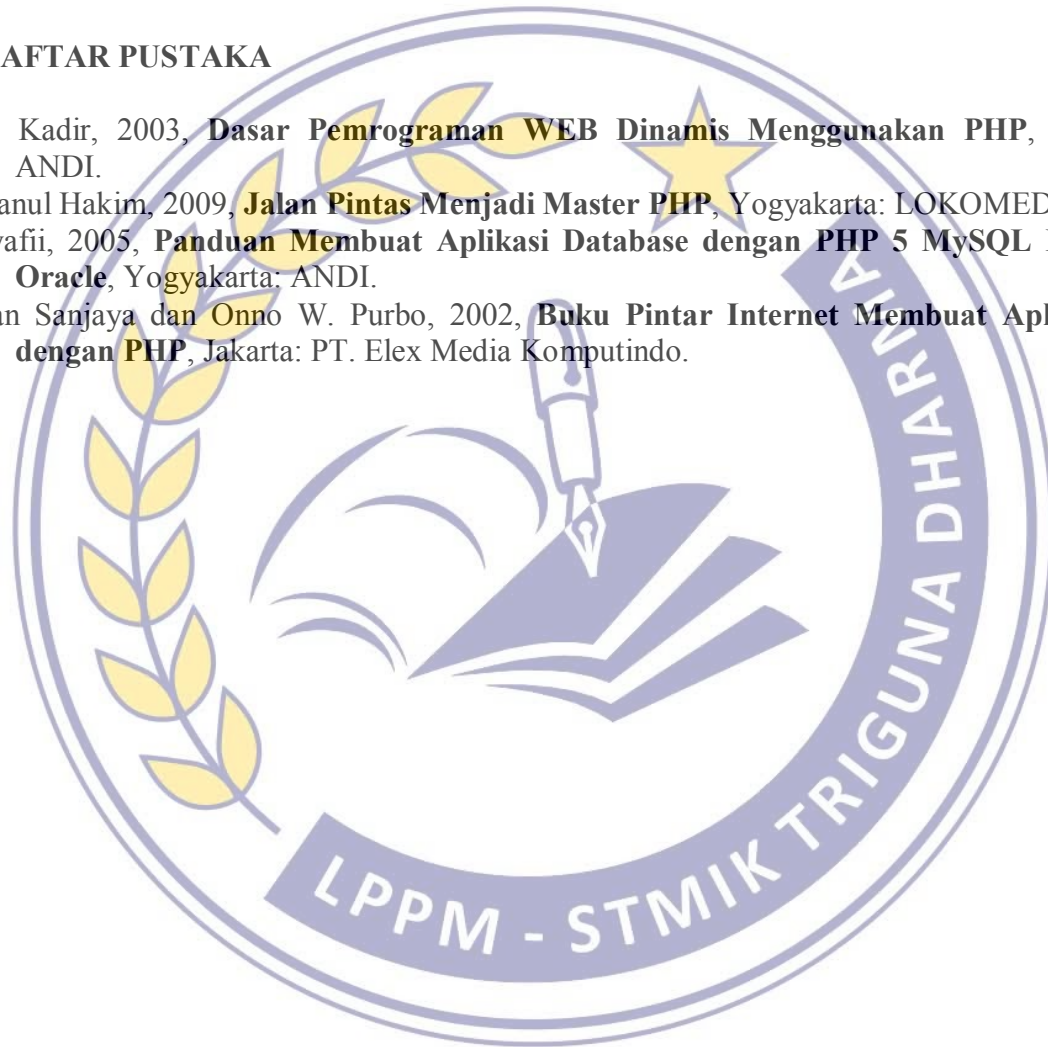 AFTAR PUSTAKA
Kadir, 2003, Dasar Pemrograman WEB Dinamis Menggunakan PHP,
ANDI.
anul Hakim, 2009, Jalan Pintas Menjadi Master PHP, Yogyakarta: LOKOMED
yafii, 2005, Panduan Membuat Aplikasi Database dengan PHP 5 MySQL
Oracle, Yogyakarta: ANDI.
an Sanjaya dan Onno W. Purbo, 2002, Buku Pintar Internet Membuat Apl
dengan PHP, Jakarta: PT. Elex Media Komputindo.
LPPM - STMIK TRIGUNA DHARMA